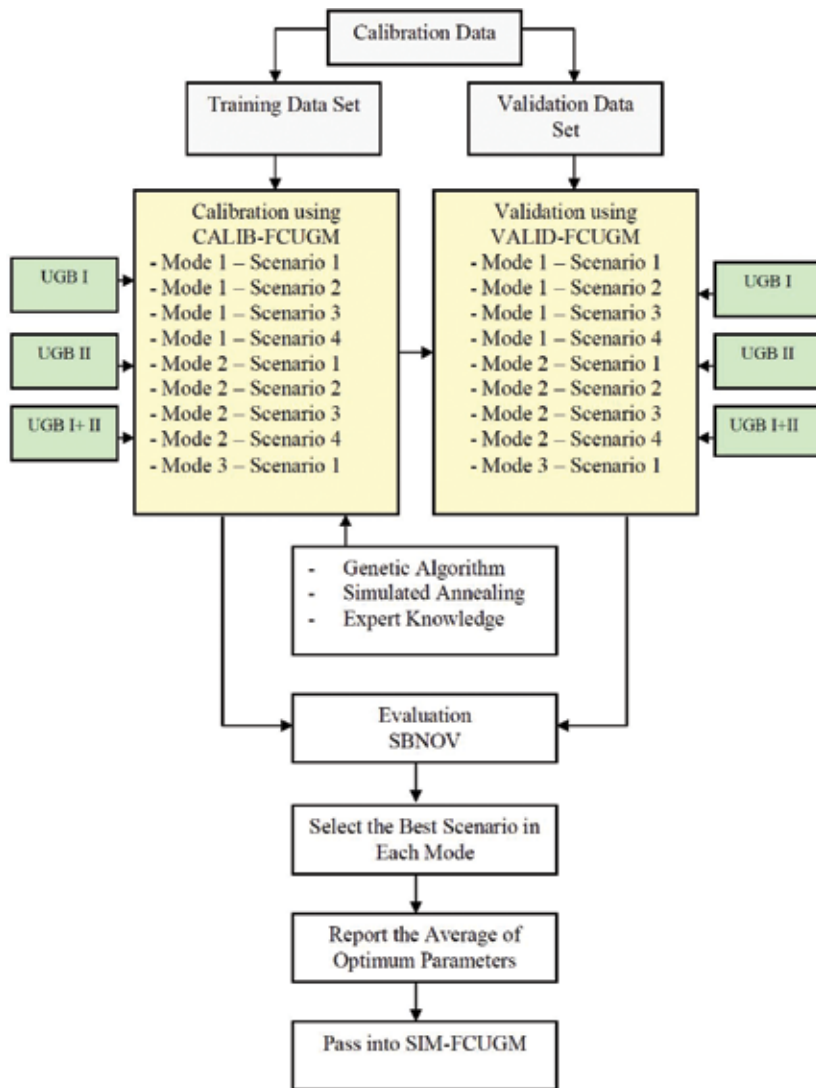 Calibration Data
Training Data Set
Validation Data
Set
Calibration using
CALIB-FCUGM
- Mode 1 – Scenario 1
- Mode 1 – Scenario 2
- Mode 1 – Scenario 3
- Mode 1 – Scenario 4
- Mode 2 – Scenario 1
- Mode 2 – Scenario 2
- Mode 2 – Scenario 3
- Mode 2 – Scenario 4
- Mode 3 – Scenario 1
Validation using
VALID-FCUGM
- Mode 1 – Scenario 1
- Mode 1 – Scenario 2
- Mode 1 – Scenario 3
- Mode 1 – Scenario 4
- Mode 2 – Scenario 1
- Mode 2 – Scenario 2
- Mode 2 – Scenario 3
- Mode 2 – Scenario 4
- Mode 3 – Scenario 1
UGB I
UGB II
UGB I+ II
UGB I
UGB II
UGB I+II
- Genetic Algorithm
- Simulated Annealing
- Expert Knowledge
Evaluation
SBNOV
Select the Best Scenario in
Each Mode
Report the Average of
Optimum Parameters
Pass into SIM-FCUGM